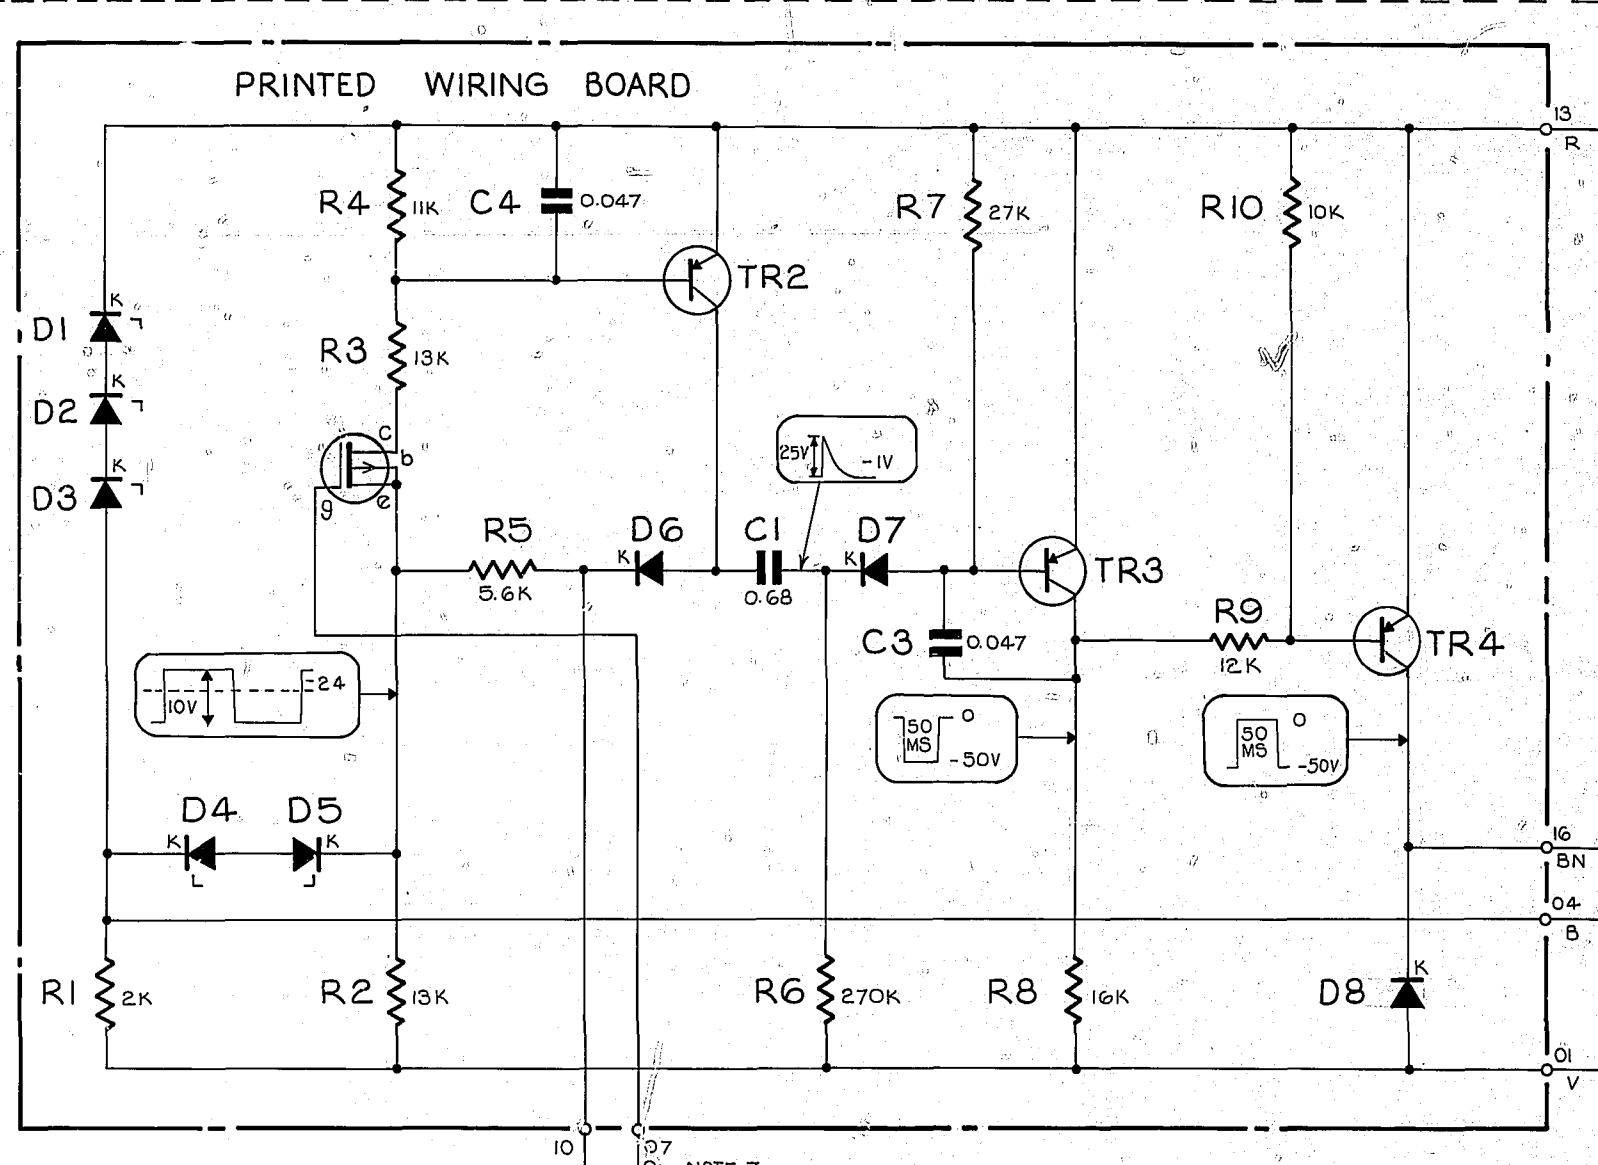 PRINTED WIRING BOARD
13
R
R4 11K C4 0.047
R7 27K
R10 10K
TR2
K
D1
R3 13K
K
D2
K
D3
c
b
e
g
25V -1V
R5
5.6K
K D6
C1
0.68
K D7
TR3
C3 0.047
R9
12K
TR4
10V -24
50 MS 0 -50V
50 MS 0 -50V
D4 D5
K K
16
BN
04
B
R1 2K
R2 13K
R6 270K
R8 16K
D8 K
01
V
10
07
NOTE 7